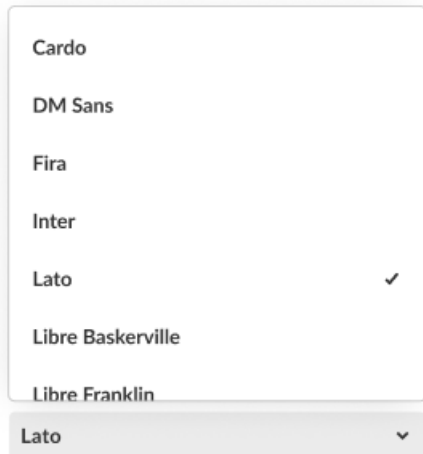 Cardo
DM Sans
Fira
Inter
Lato
Libre Baskerville
Libre Franklin
Lato